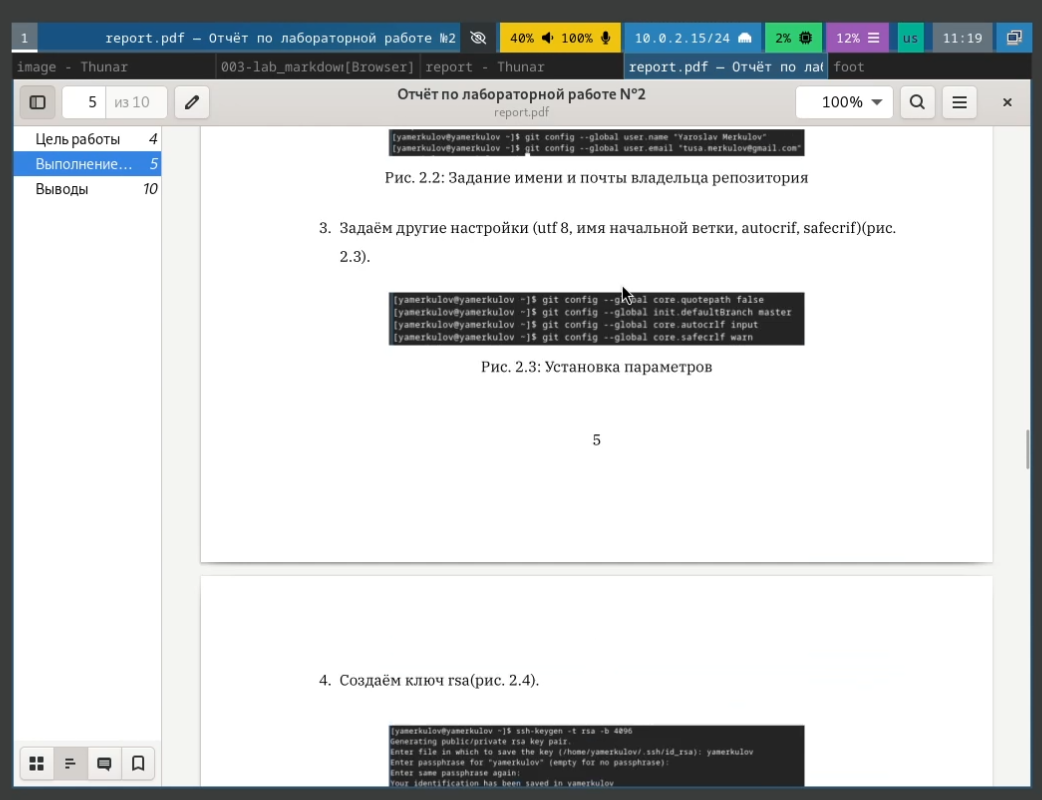 1
report.pdf — Отчёт по лабораторной работе №2
40% 100%
10.0.2.15/24
2%
12%
us
11:19
image - Thunar
003-lab_markdowr[Browser]
report - Thunar
report.pdf — Отчёт по ла
foot
5 из 10
Отчёт по лабораторной работе №2
report.pdf
100%
Цель работы 4
Выполнение... 5
Выводы 10
[yamerkulov@yamerkulov ~]$ git config --global user.name "Yaroslav Merkulov"
[yamerkulov@yamerkulov ~]$ git config --global user.email "tusa.merkulov@gmail.com"
Рис. 2.2: Задание имени и почты владельца репозитория
3. Задаём другие настройки (utf 8, имя начальной ветки, autocrif, safecrif)(рис.
2.3).
[yamerkulov@yamerkulov ~]$ git config --global core.quotepath false
[yamerkulov@yamerkulov ~]$ git config --global init.defaultBranch master
[yamerkulov@yamerkulov ~]$ git config --global core.autocrlf input
[yamerkulov@yamerkulov ~]$ git config --global core.safecrlf warn
Рис. 2.3: Установка параметров
5
4. Создаём ключ rsa(рис. 2.4).
[yamerkulov@yamerkulov ~]$ ssh-keygen -t rsa -b 4096
Generating public/private rsa key pair.
Enter file in which to save the key (/home/yamerkulov/.ssh/id_rsa): yamerkulov
Enter passphrase for "yamerkulov" (empty for no passphrase):
Enter same passphrase again:
Your identification has been saved in yamerkulov